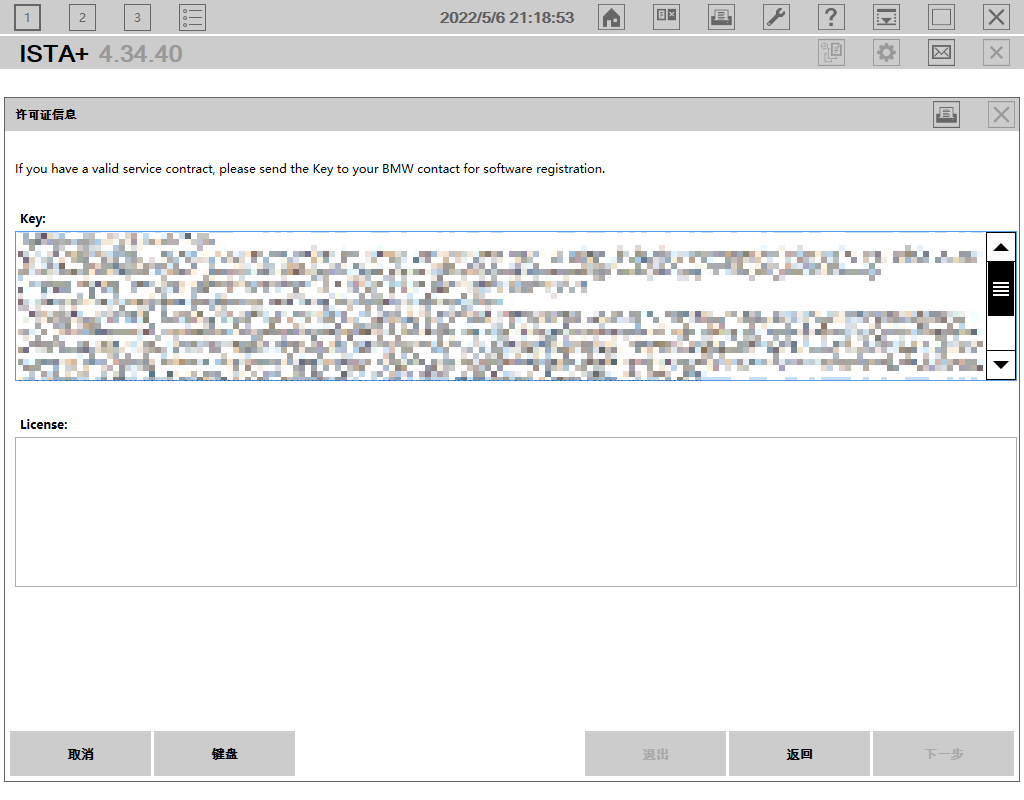 1 2 3 2022/5/6 21:18:53
ISTA+ 4.34.40
许可证信息
If you have a valid service contract, please send the Key to your BMW contact for software registration.
Key:
License:
取消 键盘 退出 返回 下一步